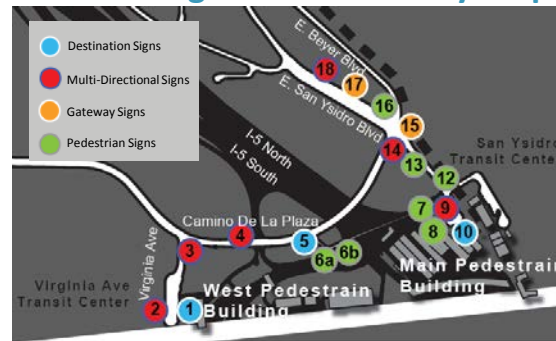 Destination Signs
Multi-Directional Signs
Gateway Signs
Pedestrian Signs
E. Beyer Blvd
18
17
16
15
E. San Ysidro Blvd
14
San Ysidro
Transit Center
13
12
I-5 North
I-5 South
7
9
8
10
Camino De La Plaza
4
5
3
6a
6b
Main Pedestrain
Building
Virginia Ave
Virginia Ave
Transit Center
West Pedestrain
Building
2
1